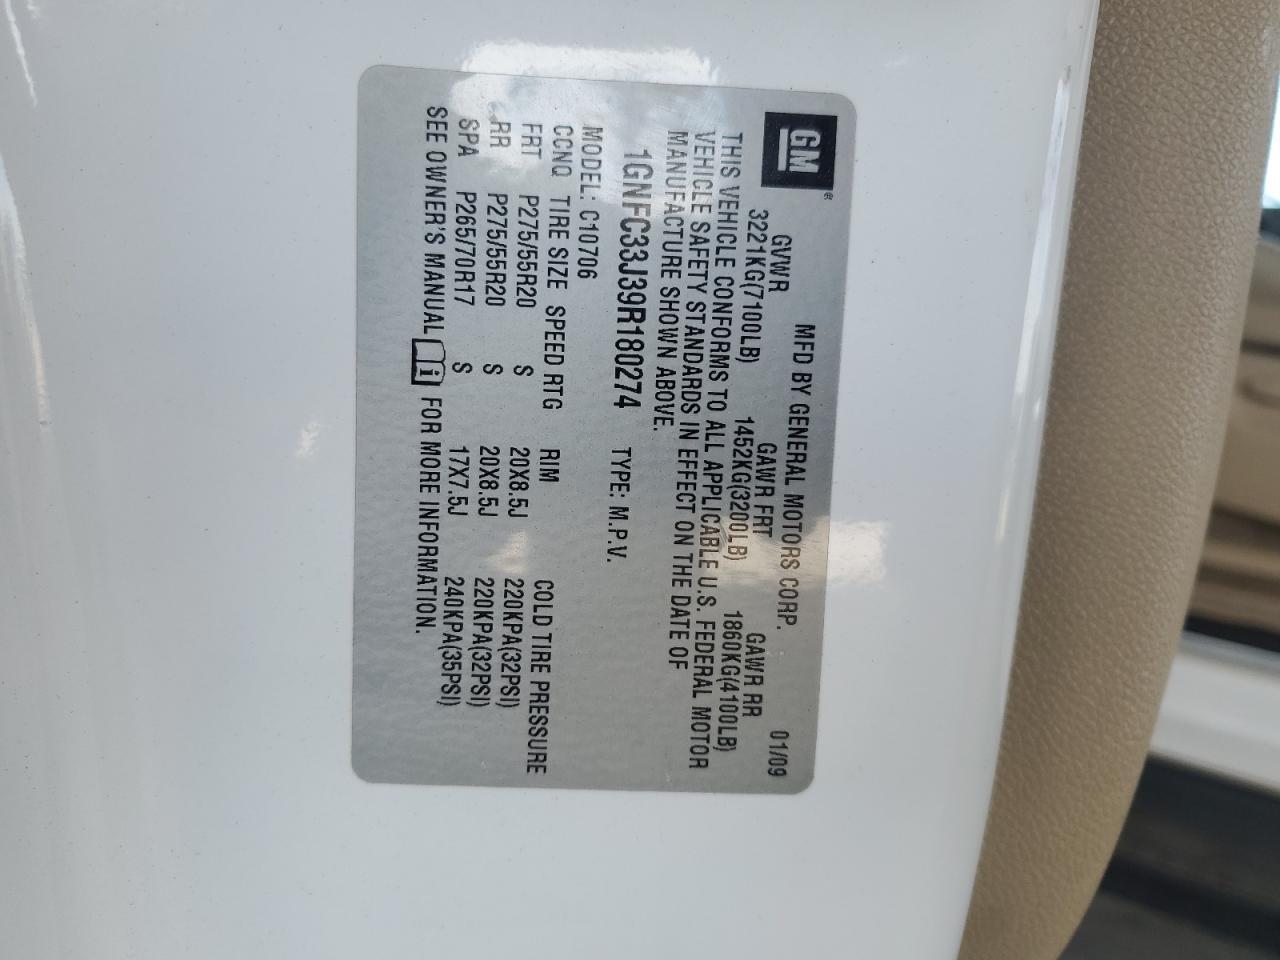 GM®
MFD BY GENERAL MOTORS CORP. 01/09
GVWR GAWR FRT GAWR RR
3221KG(7100LB) 1452KG(3200LB) 1860KG(4100LB)
THIS VEHICLE CONFORMS TO ALL APPLICABLE U.S. FEDERAL MOTOR
VEHICLE SAFETY STANDARDS IN EFFECT ON THE DATE OF
MANUFACTURE SHOWN ABOVE.
1GNFC33J39R180274 TYPE: M.P.V.
MODEL: C10706
CCNQ TIRE SIZE SPEED RTG RIM COLD TIRE PRESSURE
FRT P275/55R20 S 20X8.5J 220KPA(32PSI)
RR P275/55R20 S 20X8.5J 220KPA(32PSI)
SPA P265/70R17 S 17X7.5J 240KPA(35PSI)
SEE OWNER'S MANUAL i FOR MORE INFORMATION.